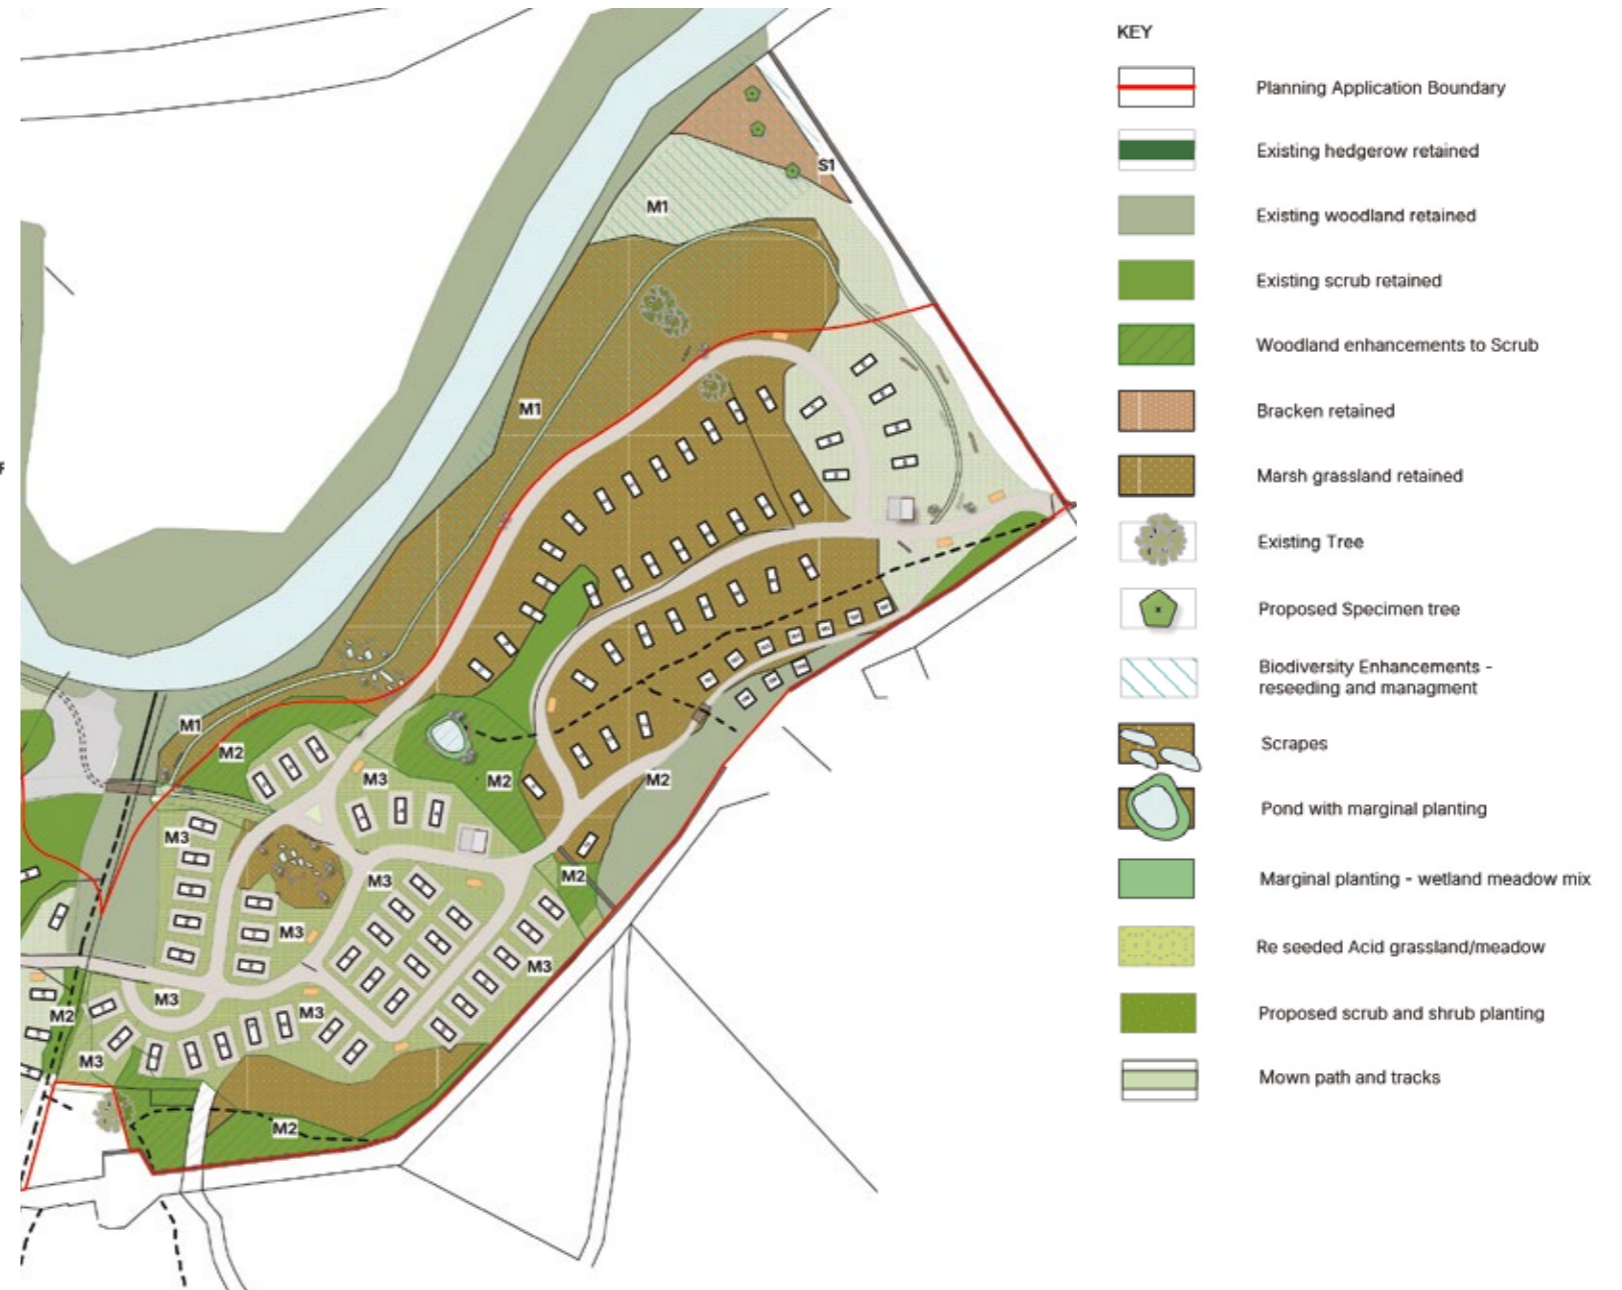 KEY
Planning Application Boundary
Existing hedgerow retained
Existing woodland retained
Existing scrub retained
Woodland enhancements to Scrub
Bracken retained
Marsh grassland retained
Existing Tree
Proposed Specimen tree
Biodiversity Enhancements -
reseeding and managment
Scrapes
Pond with marginal planting
Marginal planting - wetland meadow mix
Re seeded Acid grassland/meadow
Proposed scrub and shrub planting
Mown path and tracks
S1
M1
M1
f
M1
M2
M3
M2
M2
M3
M3
M2
M3
M3
M3
M2
M3
M3
M2